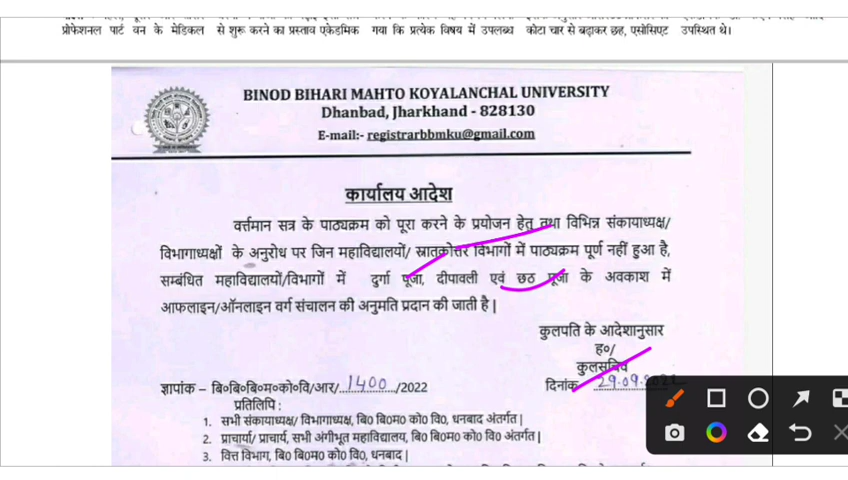 प्रोफेशनल पार्ट वन के मेडिकल से शुरू करने का प्रस्ताव एकेडमिक गया कि प्रत्येक विषय में उपलब्ध कोटा चार से बढ़ाकर छह, एसोसिएट उपस्थित थे।
BINOD BIHARI MAHTO KOYALANCHAL UNIVERSITY
Dhanbad, Jharkhand - 828130
E-mail:- registrarbbmku@gmail.com
कार्यालय आदेश
वर्त्तमान सत्र के पाठ्यक्रम को पूरा करने के प्रयोजन हेतु तथा विभिन्न संकायाध्यक्ष/
विभागाध्यक्षों के अनुरोध पर जिन महाविद्यालयों/ स्नातकोत्तर विभागों में पाठ्यक्रम पूर्ण नहीं हुआ है,
सम्बंधित महाविद्यालयों/विभागों में दुर्गा पूजा, दीपावली एवं छठ पूजा के अवकाश में
आफलाइन/ऑनलाइन वर्ग संचालन की अनुमति प्रदान की जाती है|
कुलपति के आदेशानुसार
ह०/
कुलसचिव
ज्ञापांक – बि०बि०बि०म०को०वि/आर/...1400.../2022 दिनांक 29.09.2022
प्रतिलिपि :
1. सभी संकायाध्यक्ष/ विभागाध्यक्ष, बि0 बि0म0 को0 वि0, धनबाद अंतर्गत|
2. प्राचार्या/ प्राचार्य, सभी अंगीभूत महाविद्यालय, बि0 बि0म0 को0 वि0 अंतर्गत|
3. वित्त विभाग, बि0 बि0म0 को0 वि0, धनबाद|